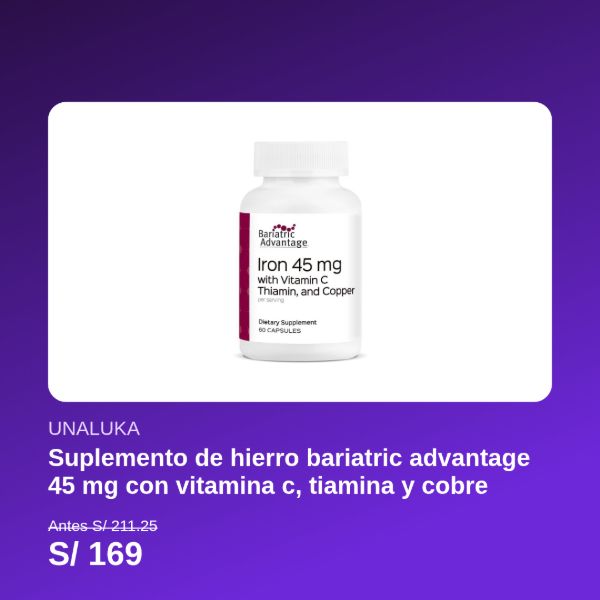 Bariatric
Advantage
Iron 45 mg
with Vitamin C
Thiamin, and Copper
per serving
Dietary Supplement
60 CAPSULES
UNALUKA
Suplemento de hierro bariatric advantage
45 mg con vitamina c, tiamina y cobre
Antes S/ 211.25
S/ 169